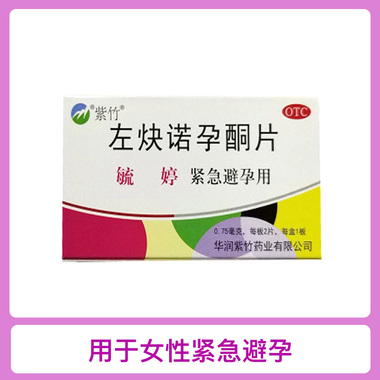 ®紫竹®
OTC
左炔诺孕酮片
毓 婷 紧急避孕用
0.75毫克，每板2片，每盒1板
华润紫竹药业有限公司
用于女性紧急避孕